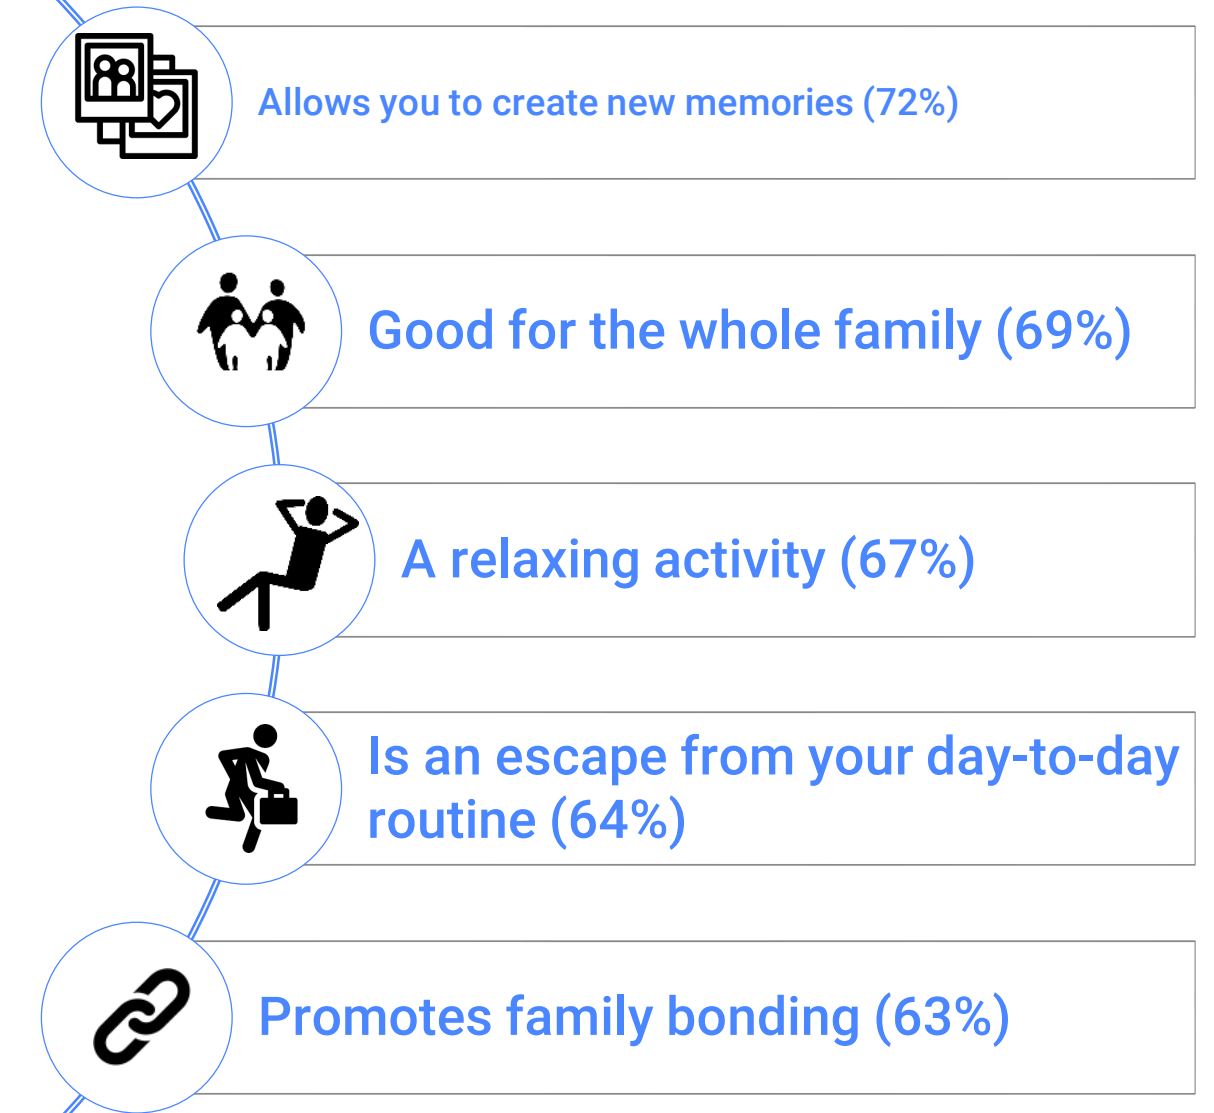 Allows you to create new memories (72%)
Good for the whole family (69%)
A relaxing activity (67%)
Is an escape from your day-to-day
routine (64%)
Promotes family bonding (63%)